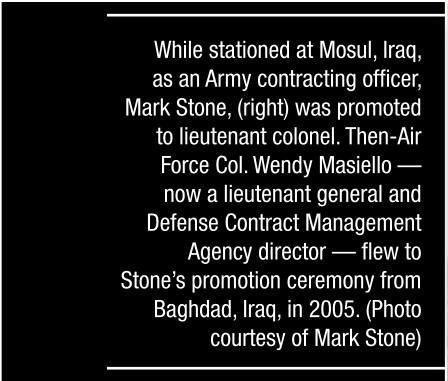 While stationed at Mosul, Iraq,
as an Army contracting officer,
Mark Stone, (right) was promoted
to lieutenant colonel. Then-Air
Force Col. Wendy Masiello —
now a lieutenant general and
Defense Contract Management
Agency director — flew to
Stone’s promotion ceremony from
Baghdad, Iraq, in 2005. (Photo
courtesy of Mark Stone)